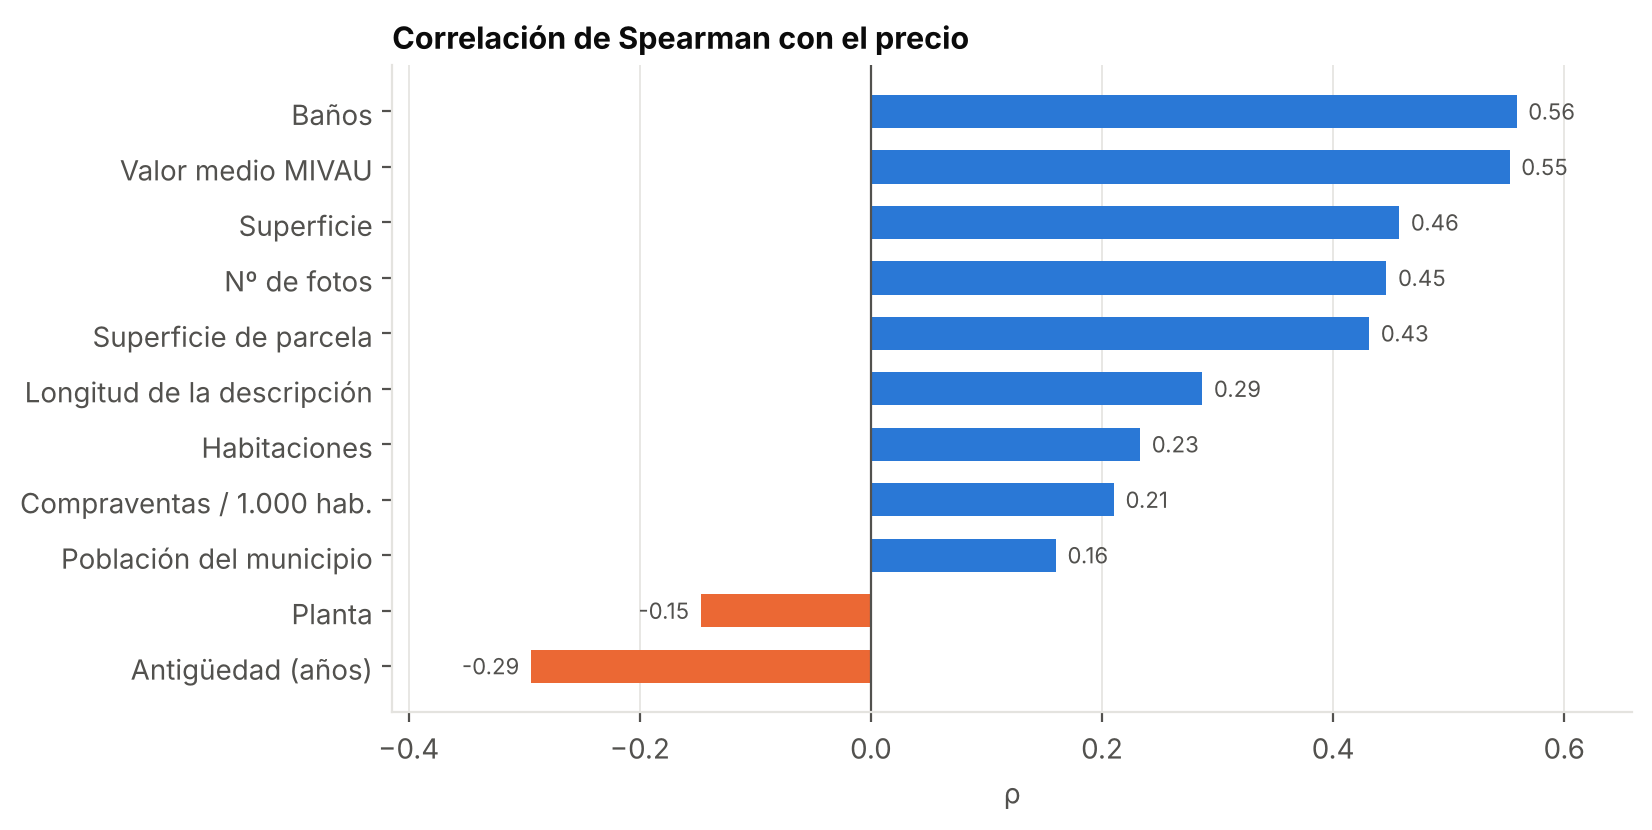 Correlación de Spearman con el precio
Baños 0.56
Valor medio MIVAU 0.55
Superficie 0.46
Nº de fotos 0.45
Superficie de parcela 0.43
Longitud de la descripción 0.29
Habitaciones 0.23
Compraventas / 1.000 hab. 0.21
Población del municipio 0.16
Planta -0.15
Antigüedad (años) -0.29
−0.4 −0.2 0.0 0.2 0.4 0.6
ρ